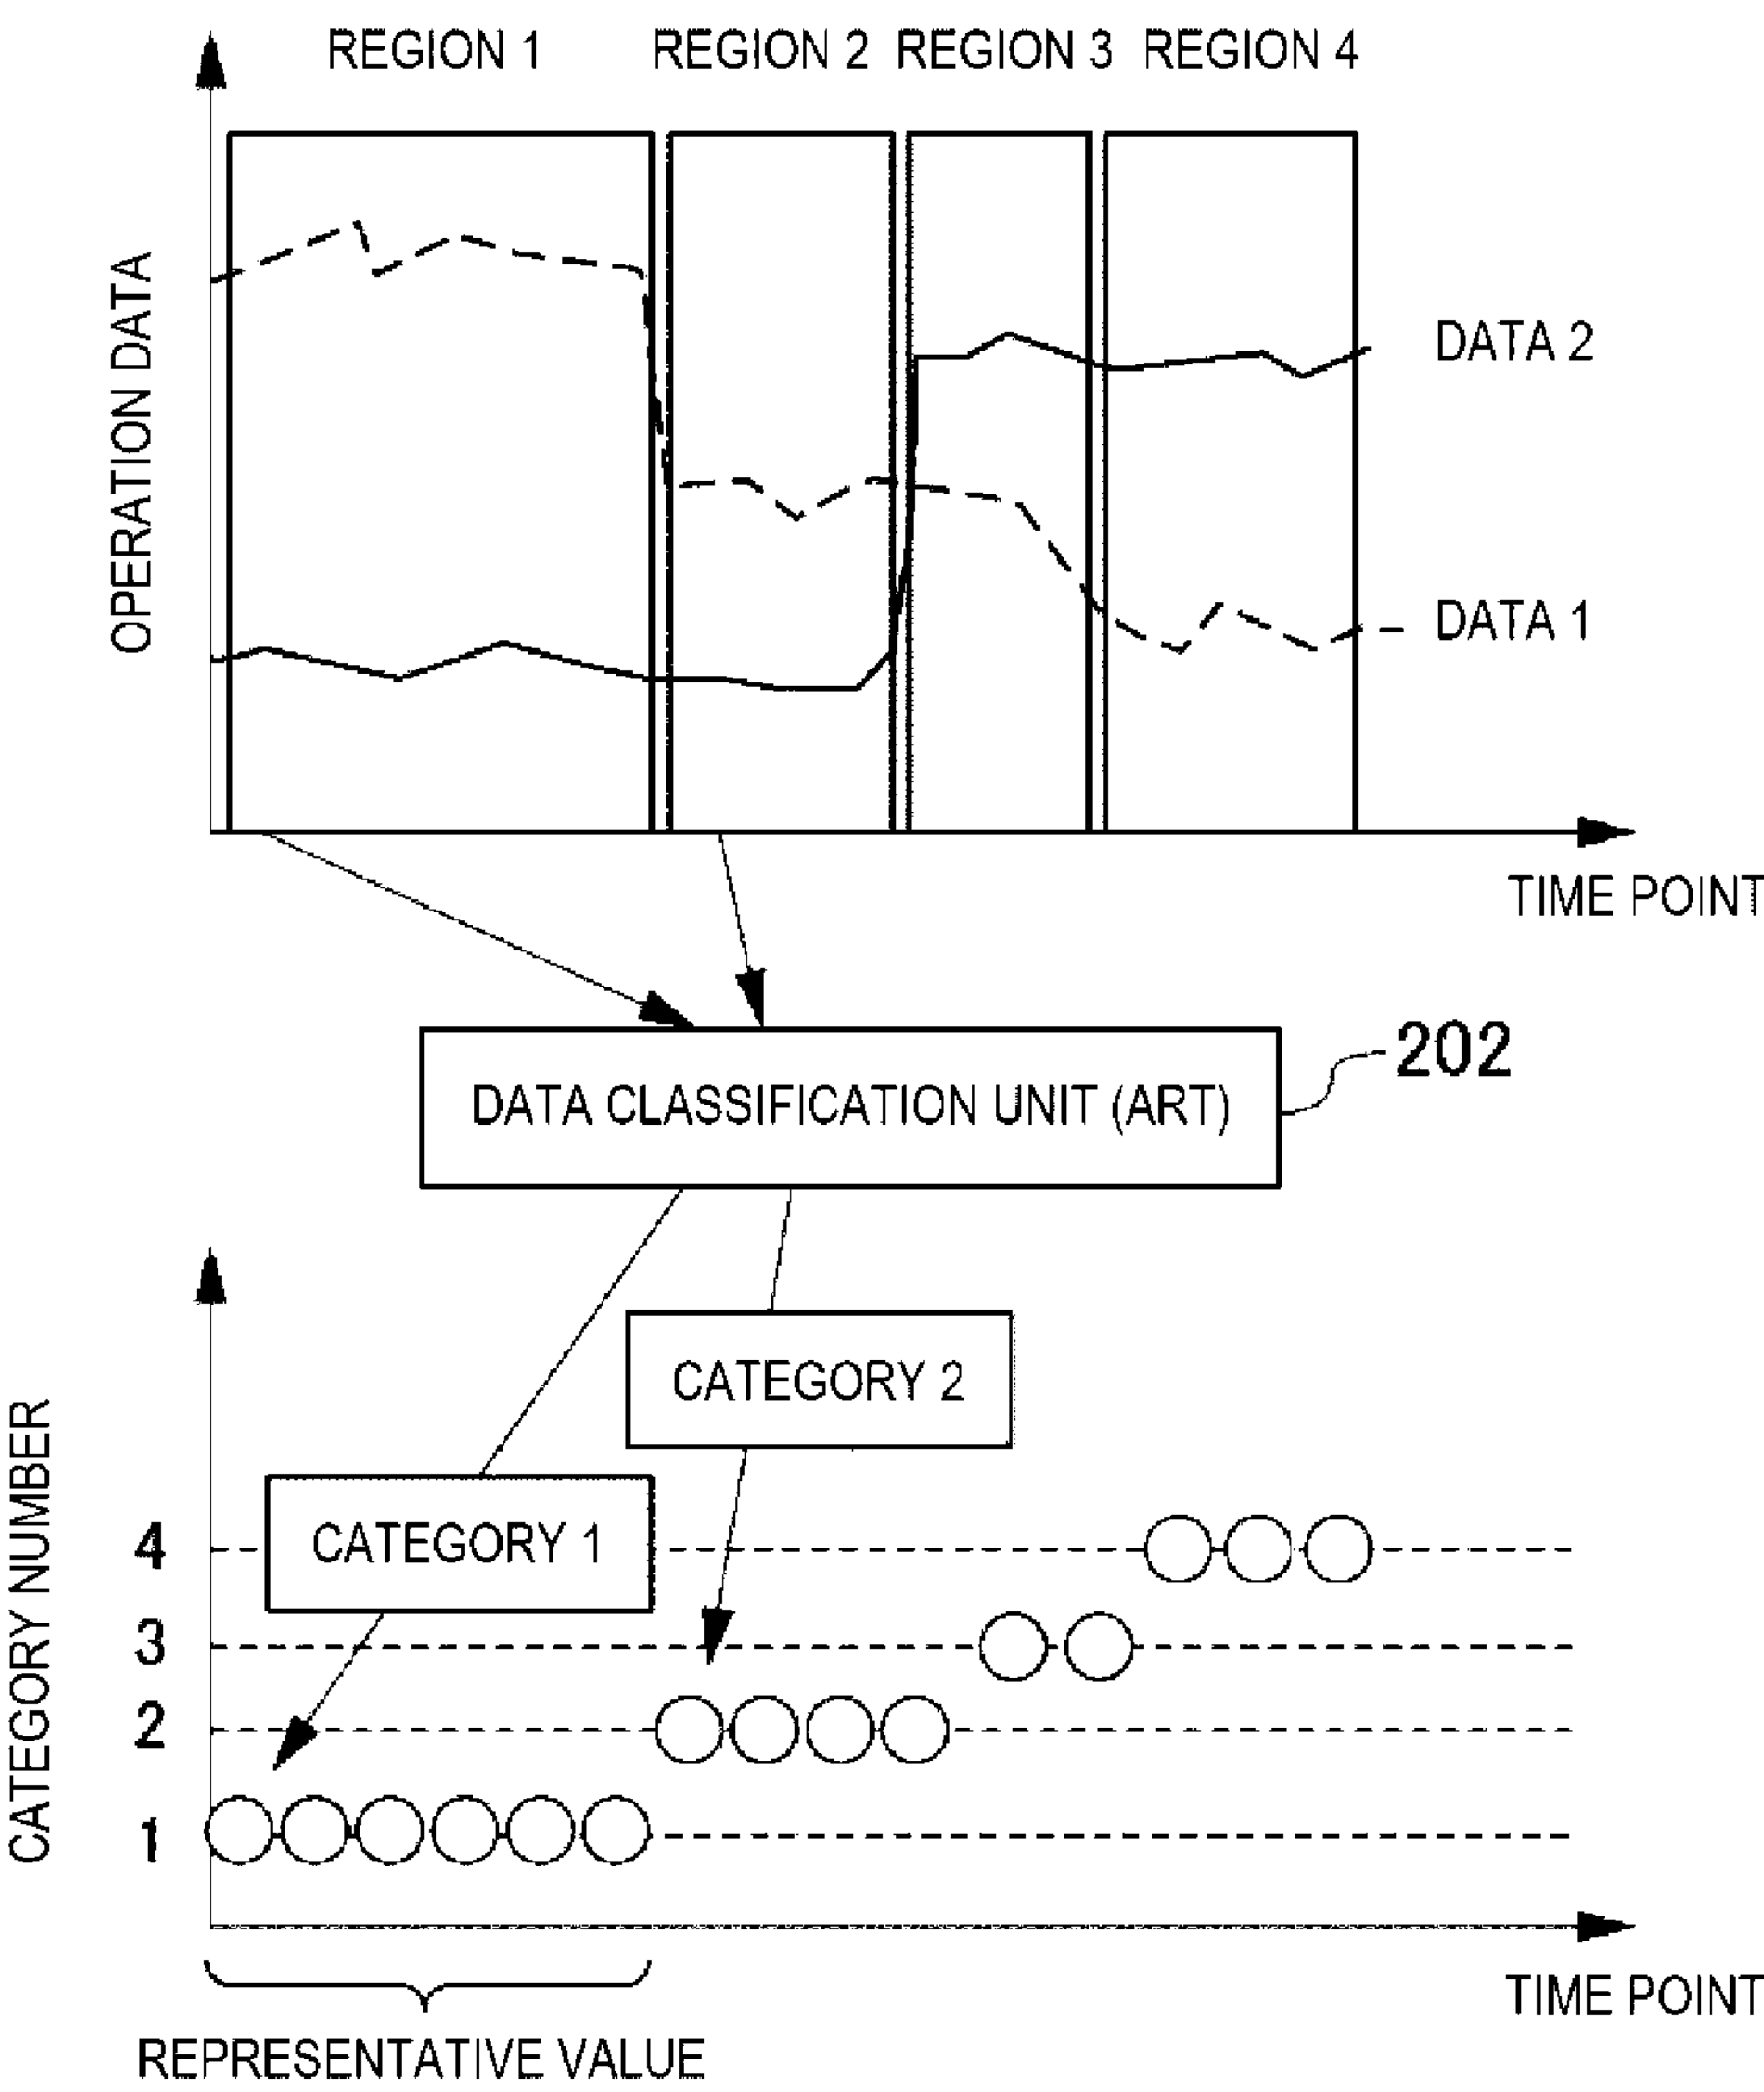 REGION 1 REGION 2 REGION 3 REGION 4
OPERATION DATA
DATA 2
DATA 1
TIME POINT
202
DATA CLASSIFICATION UNIT (ART)
CATEGORY 2
CATEGORY 1
CATEGORY NUMBER
4
3
2
1
TIME POINT
REPRESENTATIVE VALUE